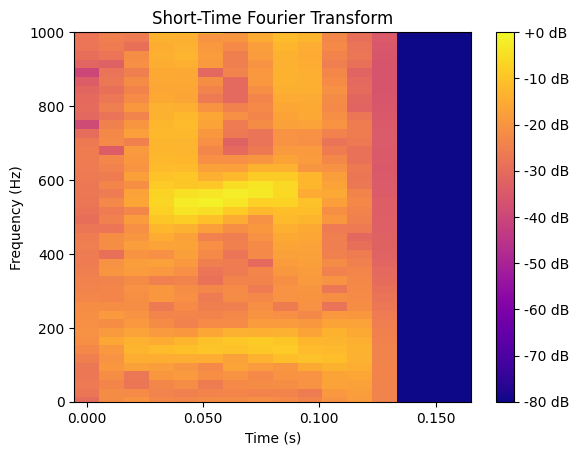 Short-Time Fourier Transform
1000
800
600
400
200
0
Frequency (Hz)
0.000
0.050
0.100
0.150
Time (s)
+0 dB
-10 dB
-20 dB
-30 dB
-40 dB
-50 dB
-60 dB
-70 dB
-80 dB